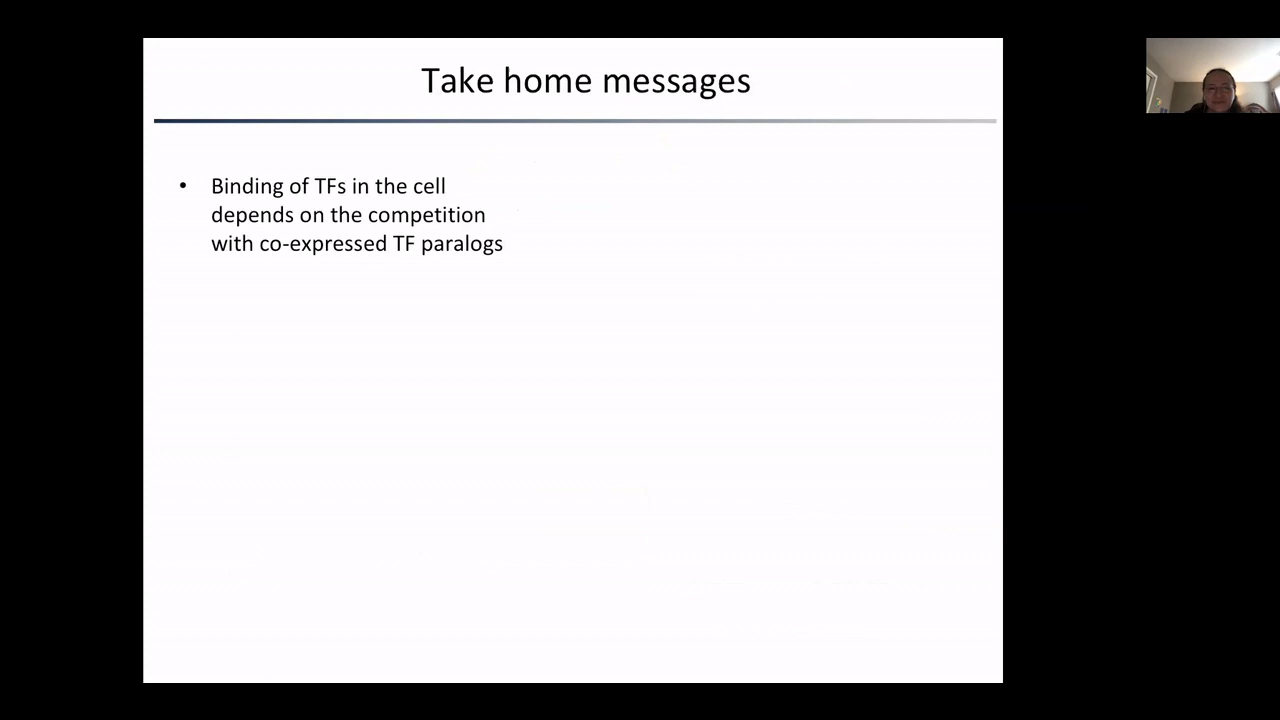 Take home messages
• Binding of TFs in the cell
depends on the competition
with co-expressed TF paralogs